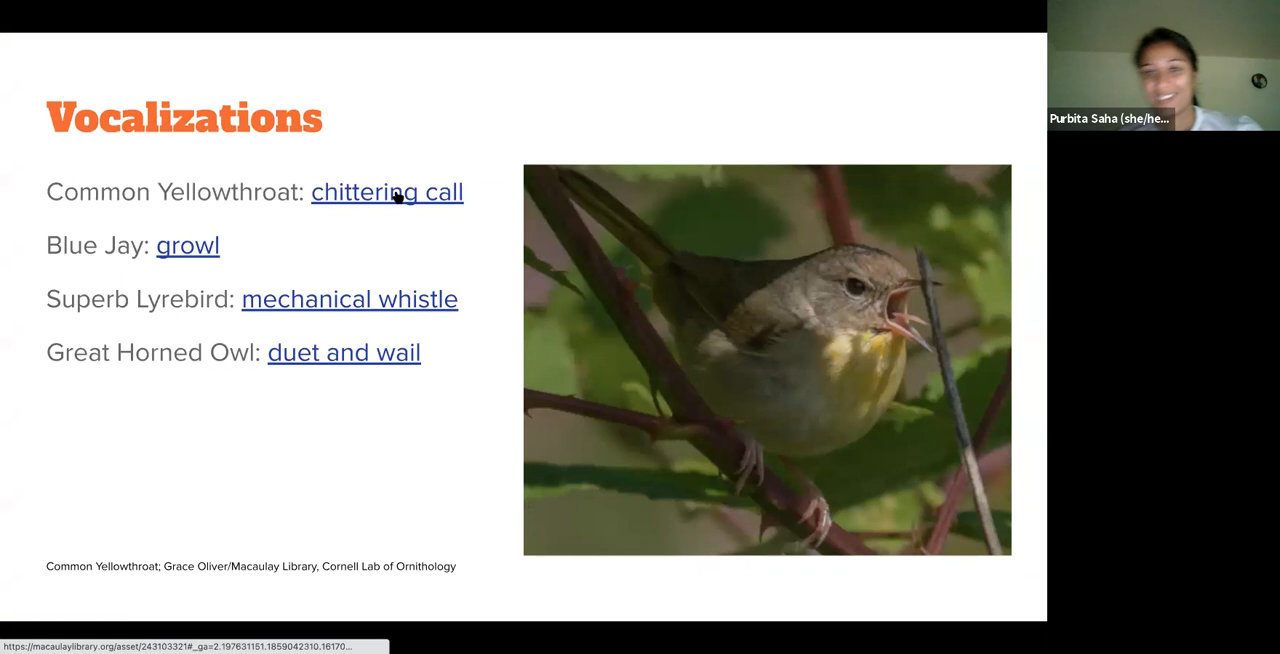 Vocalizations
Purbita Saha (she/he...
Common Yellowthroat: chittering call
Blue Jay: growl
Superb Lyrebird: mechanical whistle
Great Horned Owl: duet and wail
Common Yellowthroat; Grace Oliver/Macaulay Library, Cornell Lab of Ornithology
https://macaulaylibrary.org/asset/243103321#_ga=2.197631151.1859042310.16170...